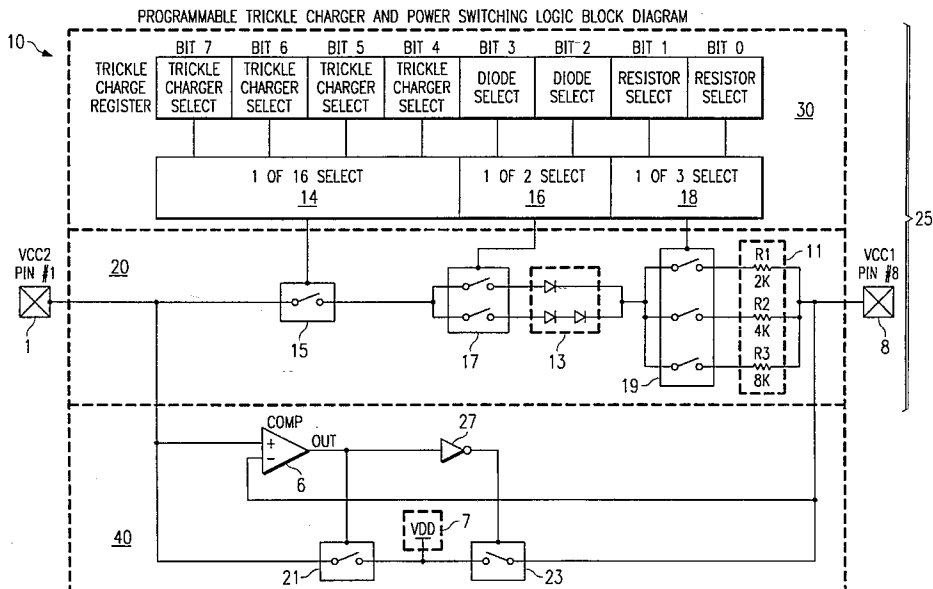 PROGRAMMABLE TRICKLE CHARGER AND POWER SWITCHING LOGIC BLOCK DIAGRAM
10
BIT 7 BIT 6 BIT 5 BIT 4 BIT 3 BIT 2 BIT 1 BIT 0
TRICKLE CHARGE REGISTER
TRICKLE CHARGER SELECT
TRICKLE CHARGER SELECT
TRICKLE CHARGER SELECT
TRICKLE CHARGER SELECT
DIODE SELECT
DIODE SELECT
RESISTOR SELECT
RESISTOR SELECT
30
1 OF 16 SELECT
14
1 OF 2 SELECT
16
1 OF 3 SELECT
18
25
VCC2
PIN #1
1
20
15
17
13
19
R1
2K
R2
4K
R3
8K
11
VCC1
PIN #8
8
COMP
+
−
6
OUT
27
40
21
VDD
7
23